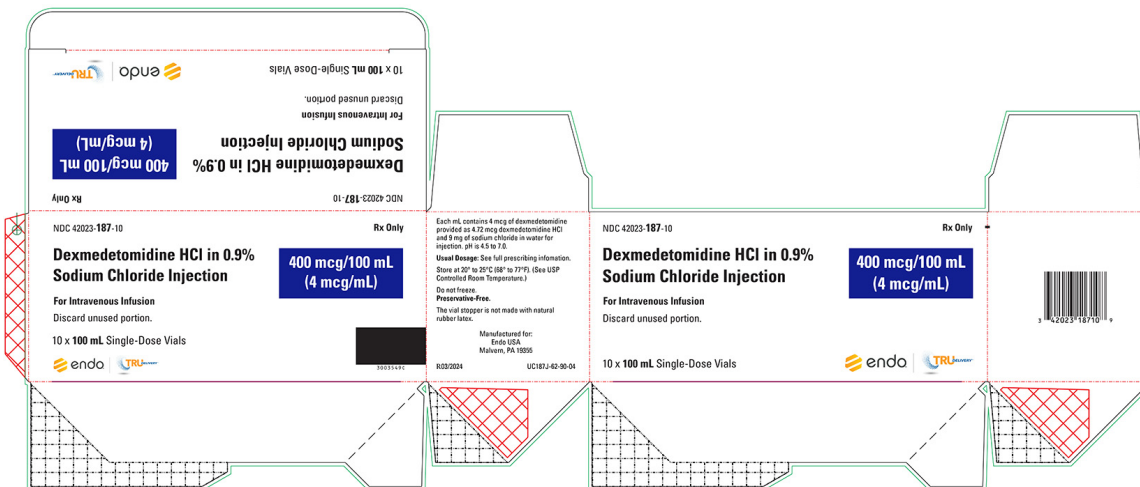 NDC 42023-187-10
Rx Only
Dexmedetomidine HCl in 0.9%
Sodium Chloride Injection
400 mcg/100 mL
(4 mcg/mL)
For Intravenous Infusion
Discard unused portion.
10 x 100 mL Single-Dose Vials
endo
TRUDELIVERY
NDC 42023-187-10
Rx Only
Dexmedetomidine HCl in 0.9%
Sodium Chloride Injection
400 mcg/100 mL
(4 mcg/mL)
For Intravenous Infusion
Discard unused portion.
10 x 100 mL Single-Dose Vials
endo
TRUDELIVERY
3003549C
Each mL contains 4 mcg of dexmedetomidine
provided as 4.72 mcg dexmedetomidine HCl
and 9 mg of sodium chloride in water for
injection. pH is 4.5 to 7.0.
Usual Dosage: See full prescribing infomation.
Store at 20° to 25°C (68° to 77°F). (See USP
Controlled Room Temperature.)
Do not freeze.
Preservative-Free.
The vial stopper is not made with natural
rubber latex.
Manufactured for:
Endo USA
Malvern, PA 19355
R03/2024
UC187J-62-90-04
NDC 42023-187-10
Rx Only
Dexmedetomidine HCl in 0.9%
Sodium Chloride Injection
400 mcg/100 mL
(4 mcg/mL)
For Intravenous Infusion
Discard unused portion.
10 x 100 mL Single-Dose Vials
endo
TRUDELIVERY
3 42023 18710 9